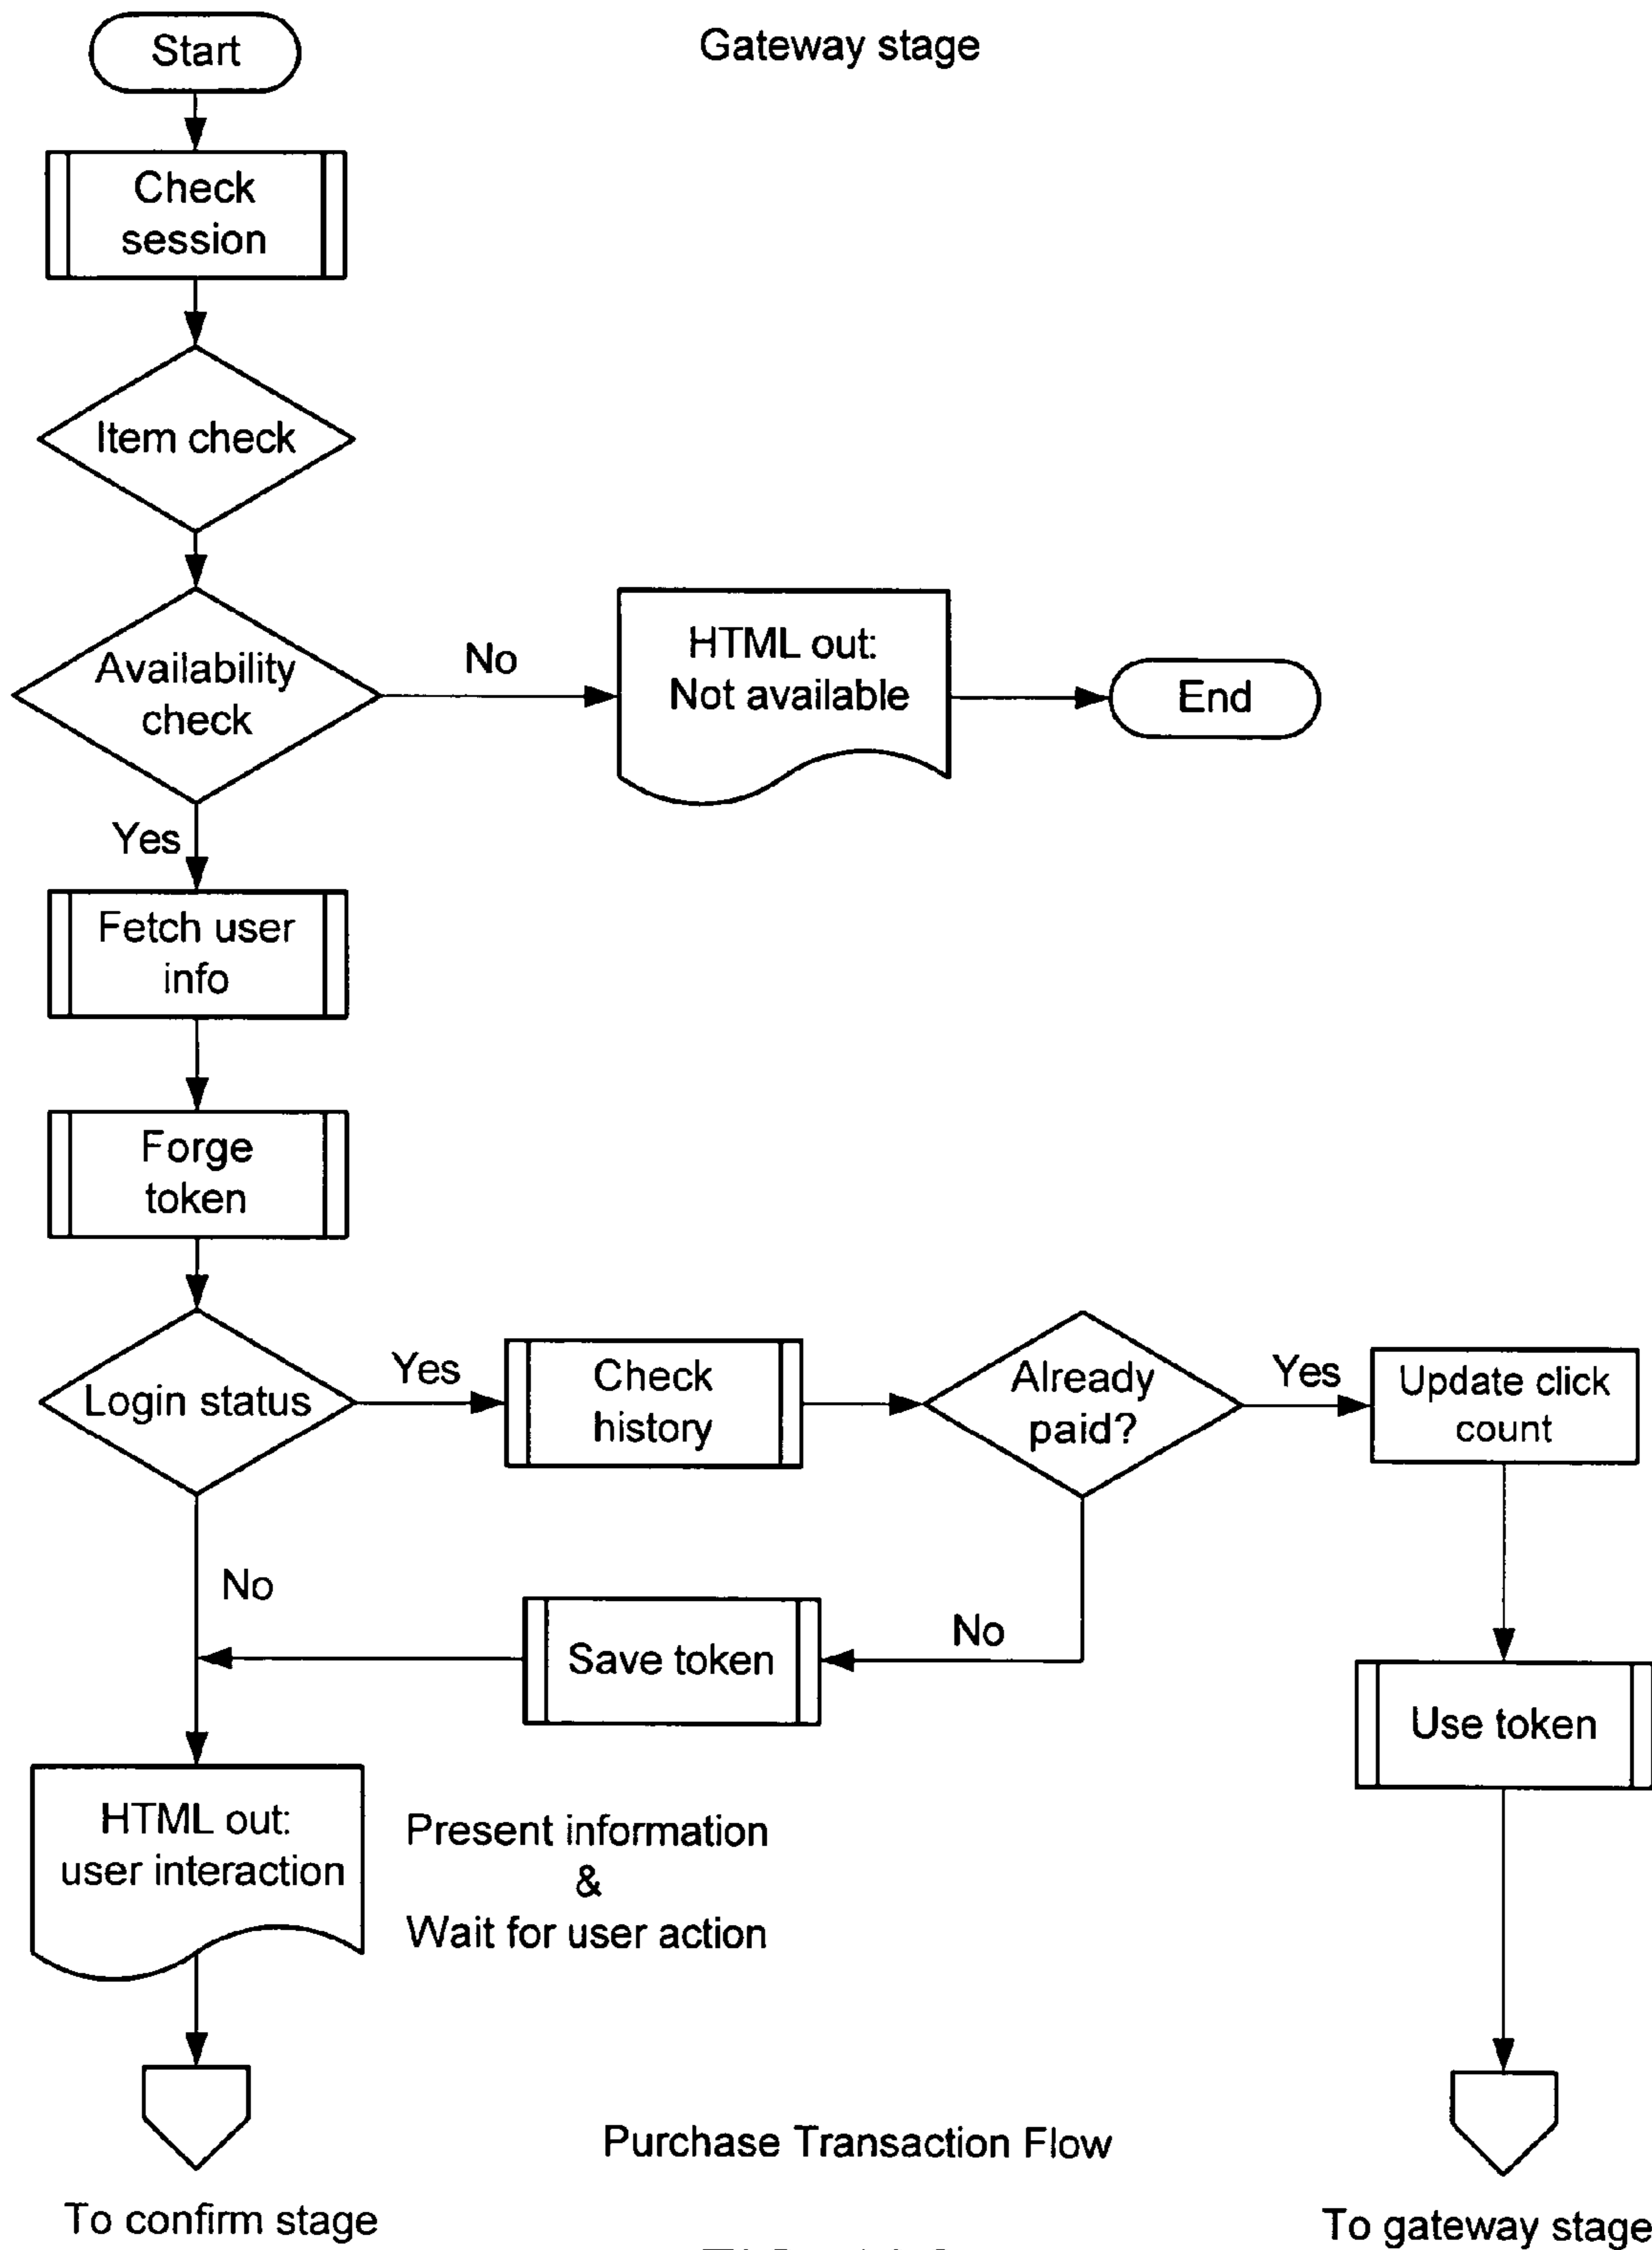 Start
Gateway stage
Check
session
Item check
Availability
check
No
HTML out:
Not available
End
Yes
Fetch user
info
Forge
token
Login status
Yes
Check
history
Already
paid?
Yes
Update click
count
No
Save token
No
Use token
HTML out:
user interaction
Present information
&
Wait for user action
Purchase Transaction Flow
To confirm stage
To gateway stage